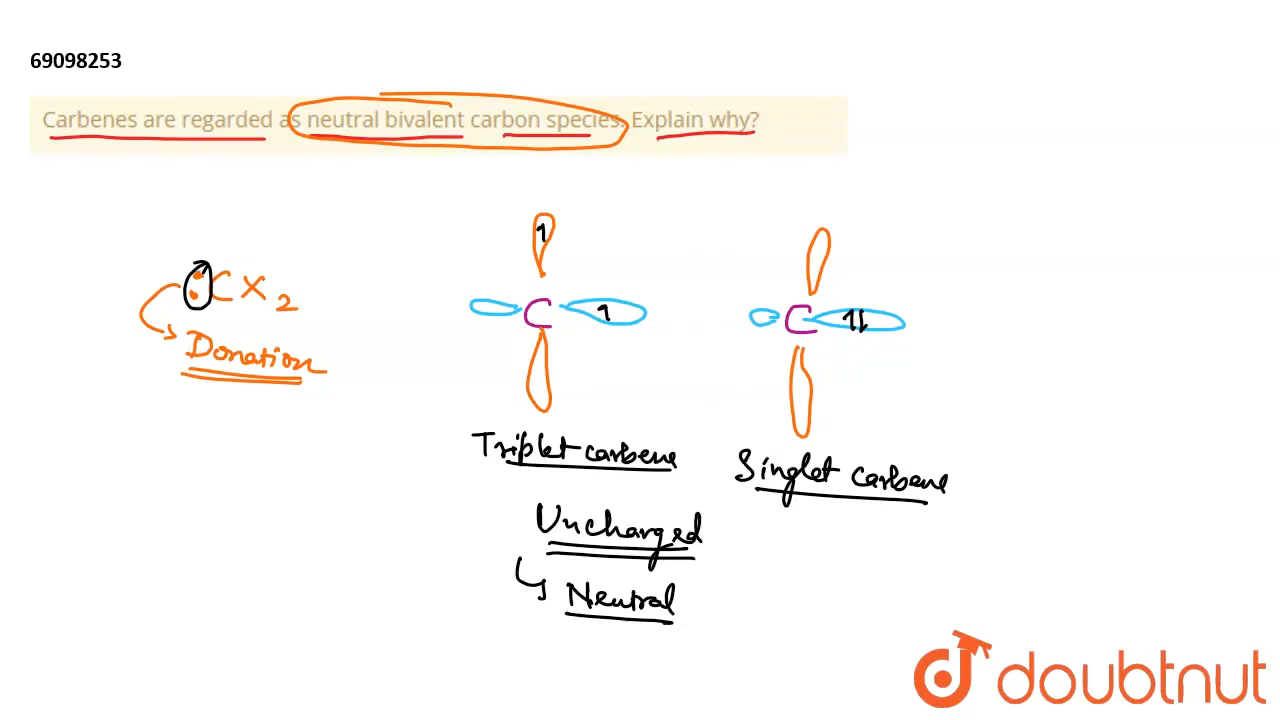 69098253
Carbenes are regarded as neutral bivalent carbon species. Explain why?
1
:CX2
C
1
C
1L
Donation
Triplet carbene
Singlet carbene
Uncharged
Neutral
doubtnut